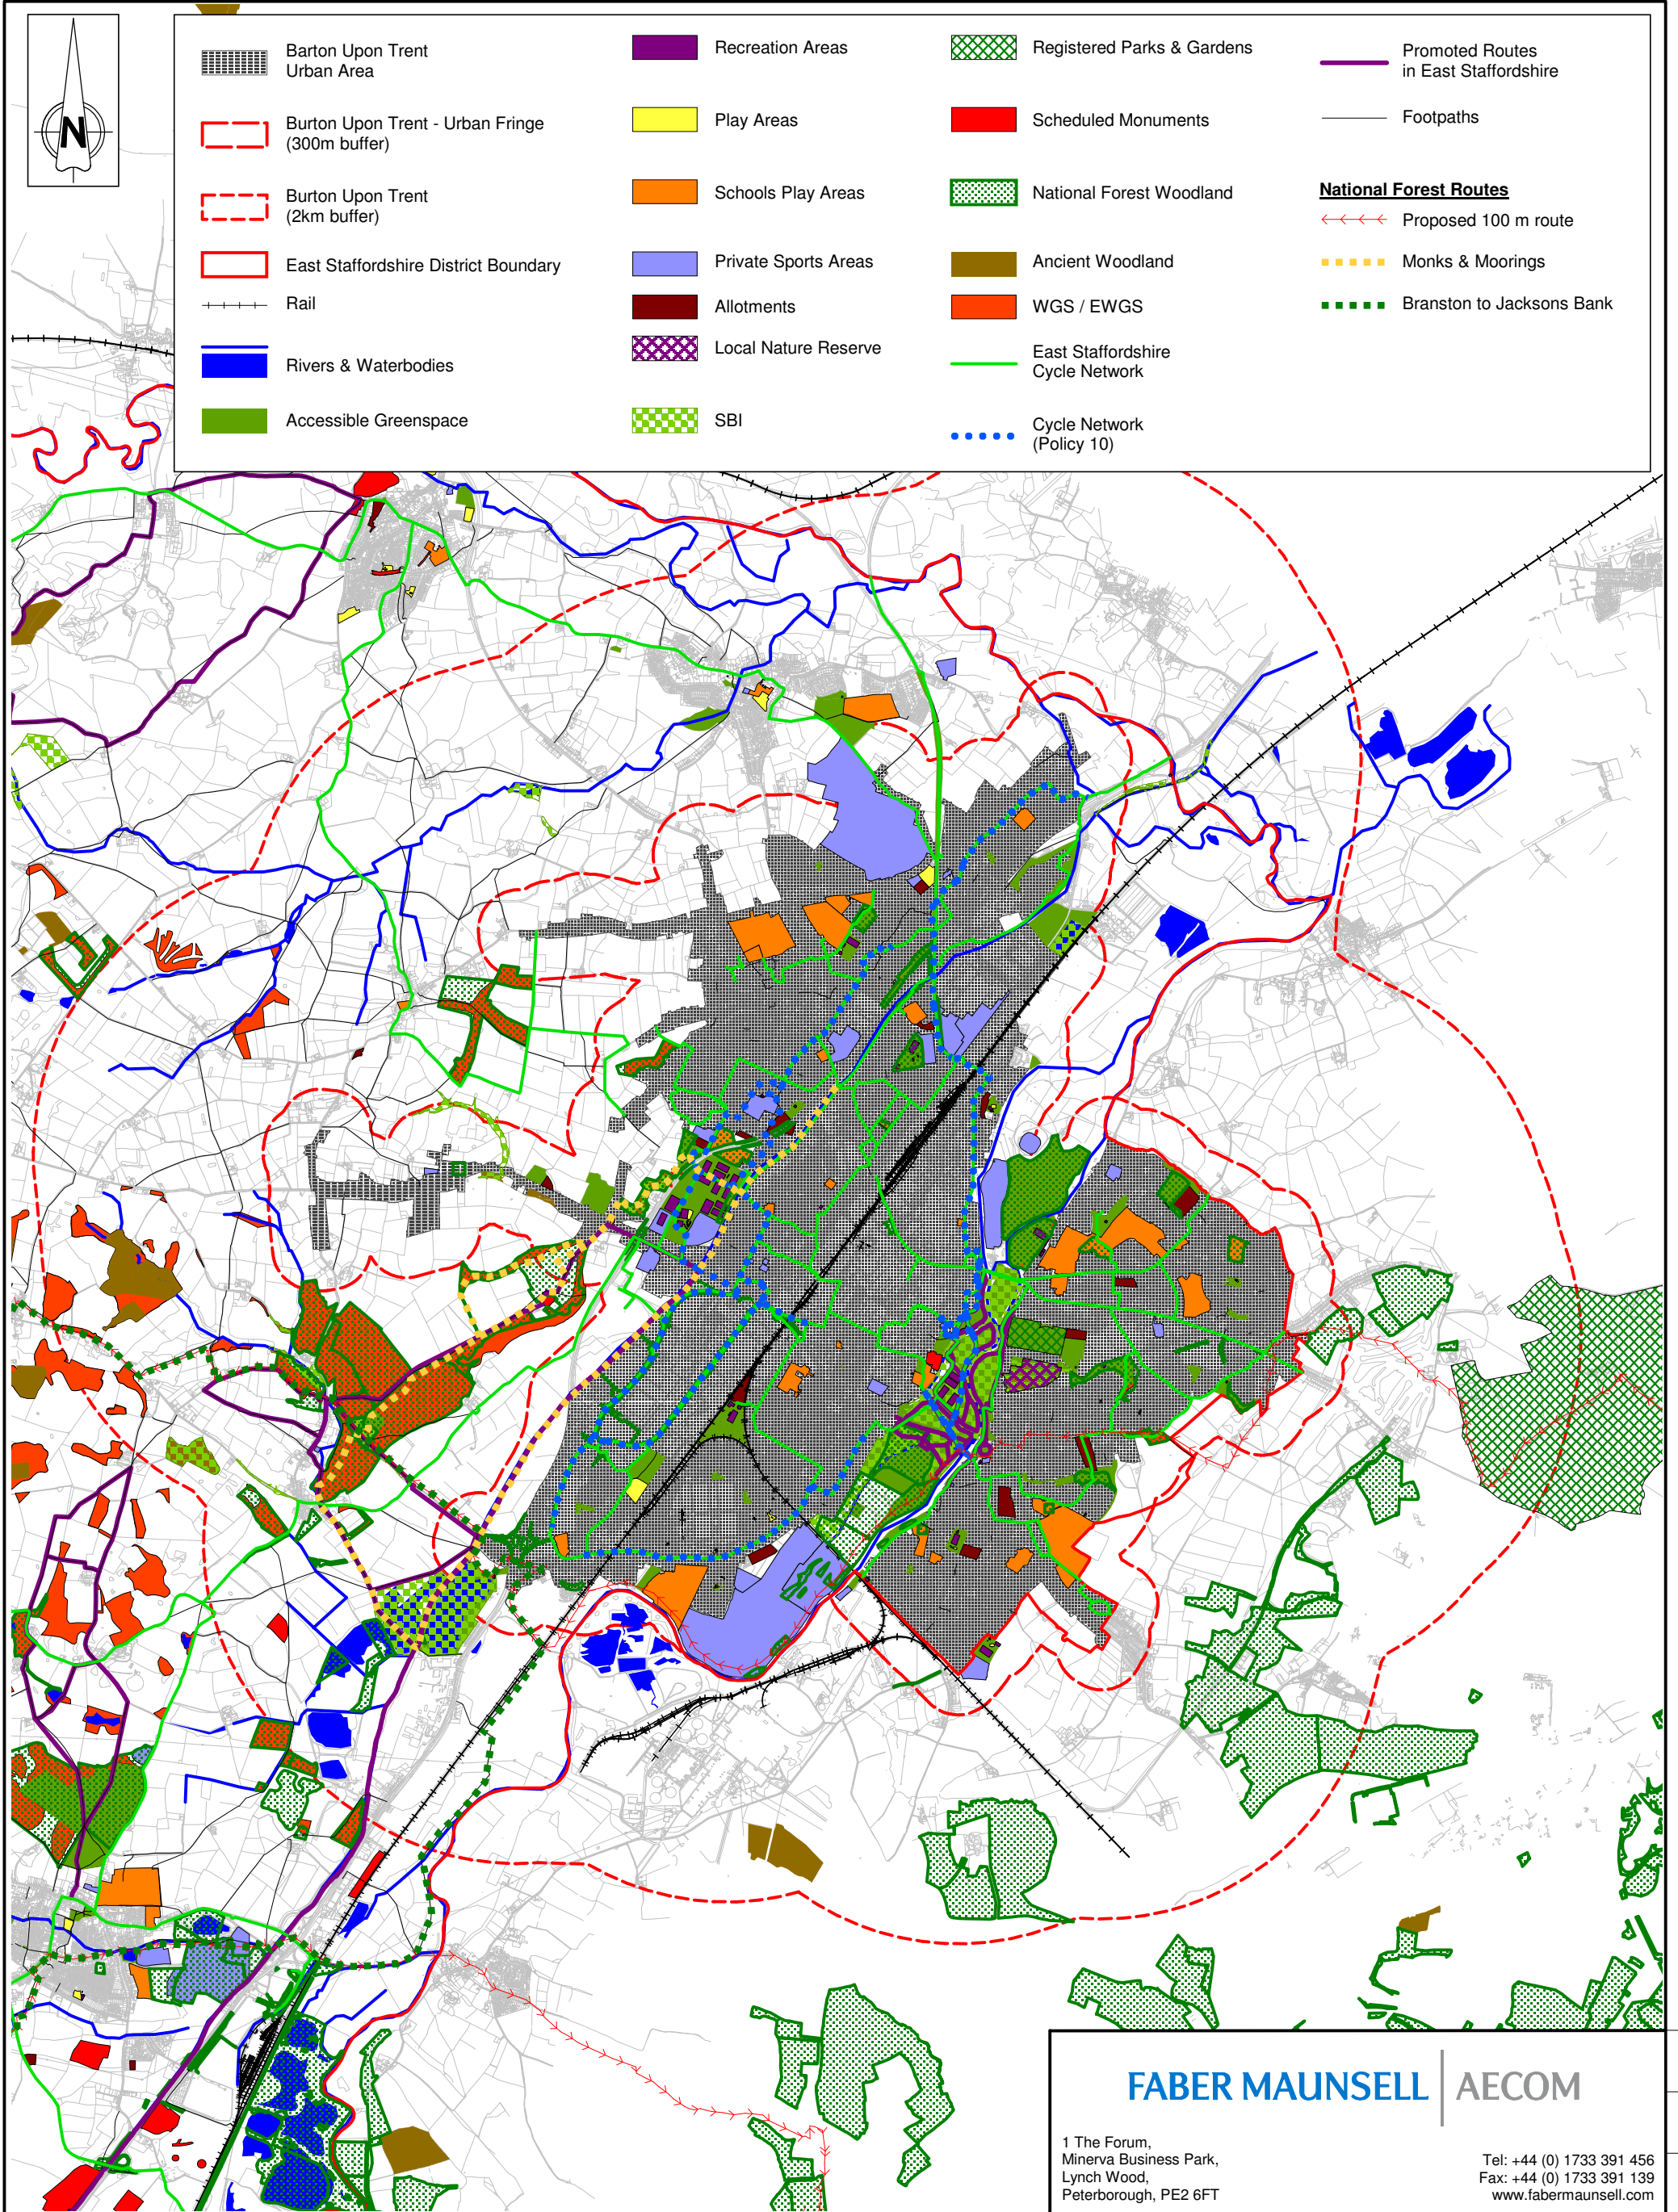 N
Barton Upon Trent
Urban Area
Burton Upon Trent - Urban Fringe
(300m buffer)
Burton Upon Trent
(2km buffer)
East Staffordshire District Boundary
Rail
Rivers & Waterbodies
Accessible Greenspace
Recreation Areas
Play Areas
Schools Play Areas
Private Sports Areas
Allotments
Local Nature Reserve
SBI
Registered Parks & Gardens
Scheduled Monuments
National Forest Woodland
Ancient Woodland
WGS / EWGS
East Staffordshire
Cycle Network
Cycle Network
(Policy 10)
Promoted Routes
in East Staffordshire
Footpaths
National Forest Routes
Proposed 100 m route
Monks & Moorings
Branston to Jacksons Bank
FABER MAUNSELL | AECOM
1 The Forum,
Minerva Business Park,
Lynch Wood,
Peterborough, PE2 6FT
Tel: +44 (0) 1733 391 456
Fax: +44 (0) 1733 391 139
www.fabermaunsell.com